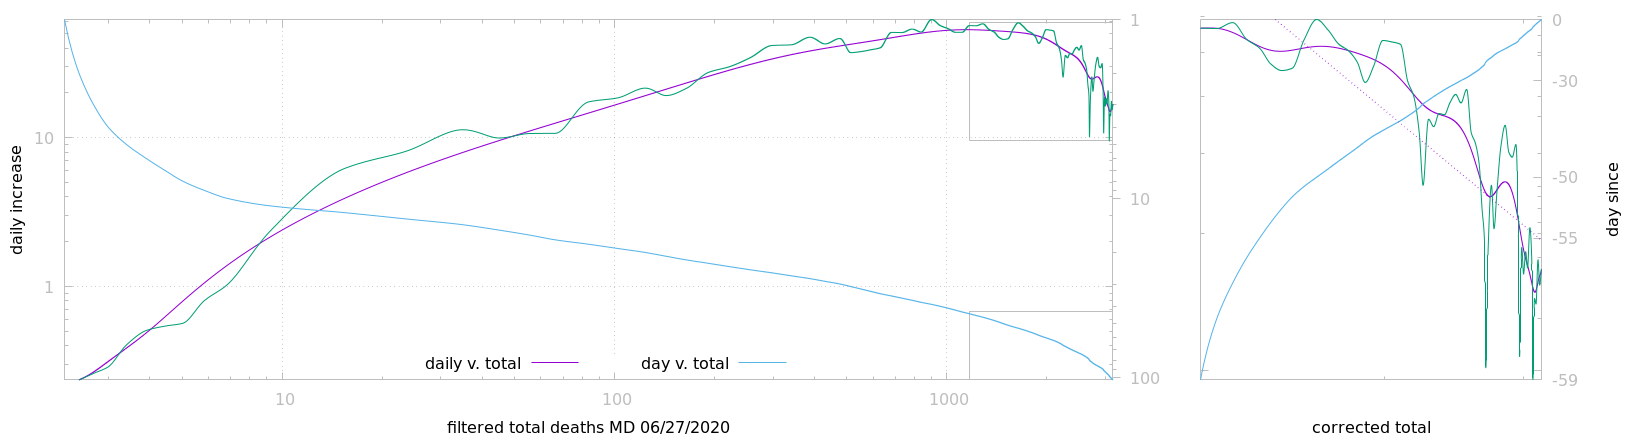 daily increase
10
1
1
10
100
daily v. total
day v. total
10
100
1000
filtered total deaths MD 06/27/2020
0
-30
-50
-55
-59
day since
corrected total